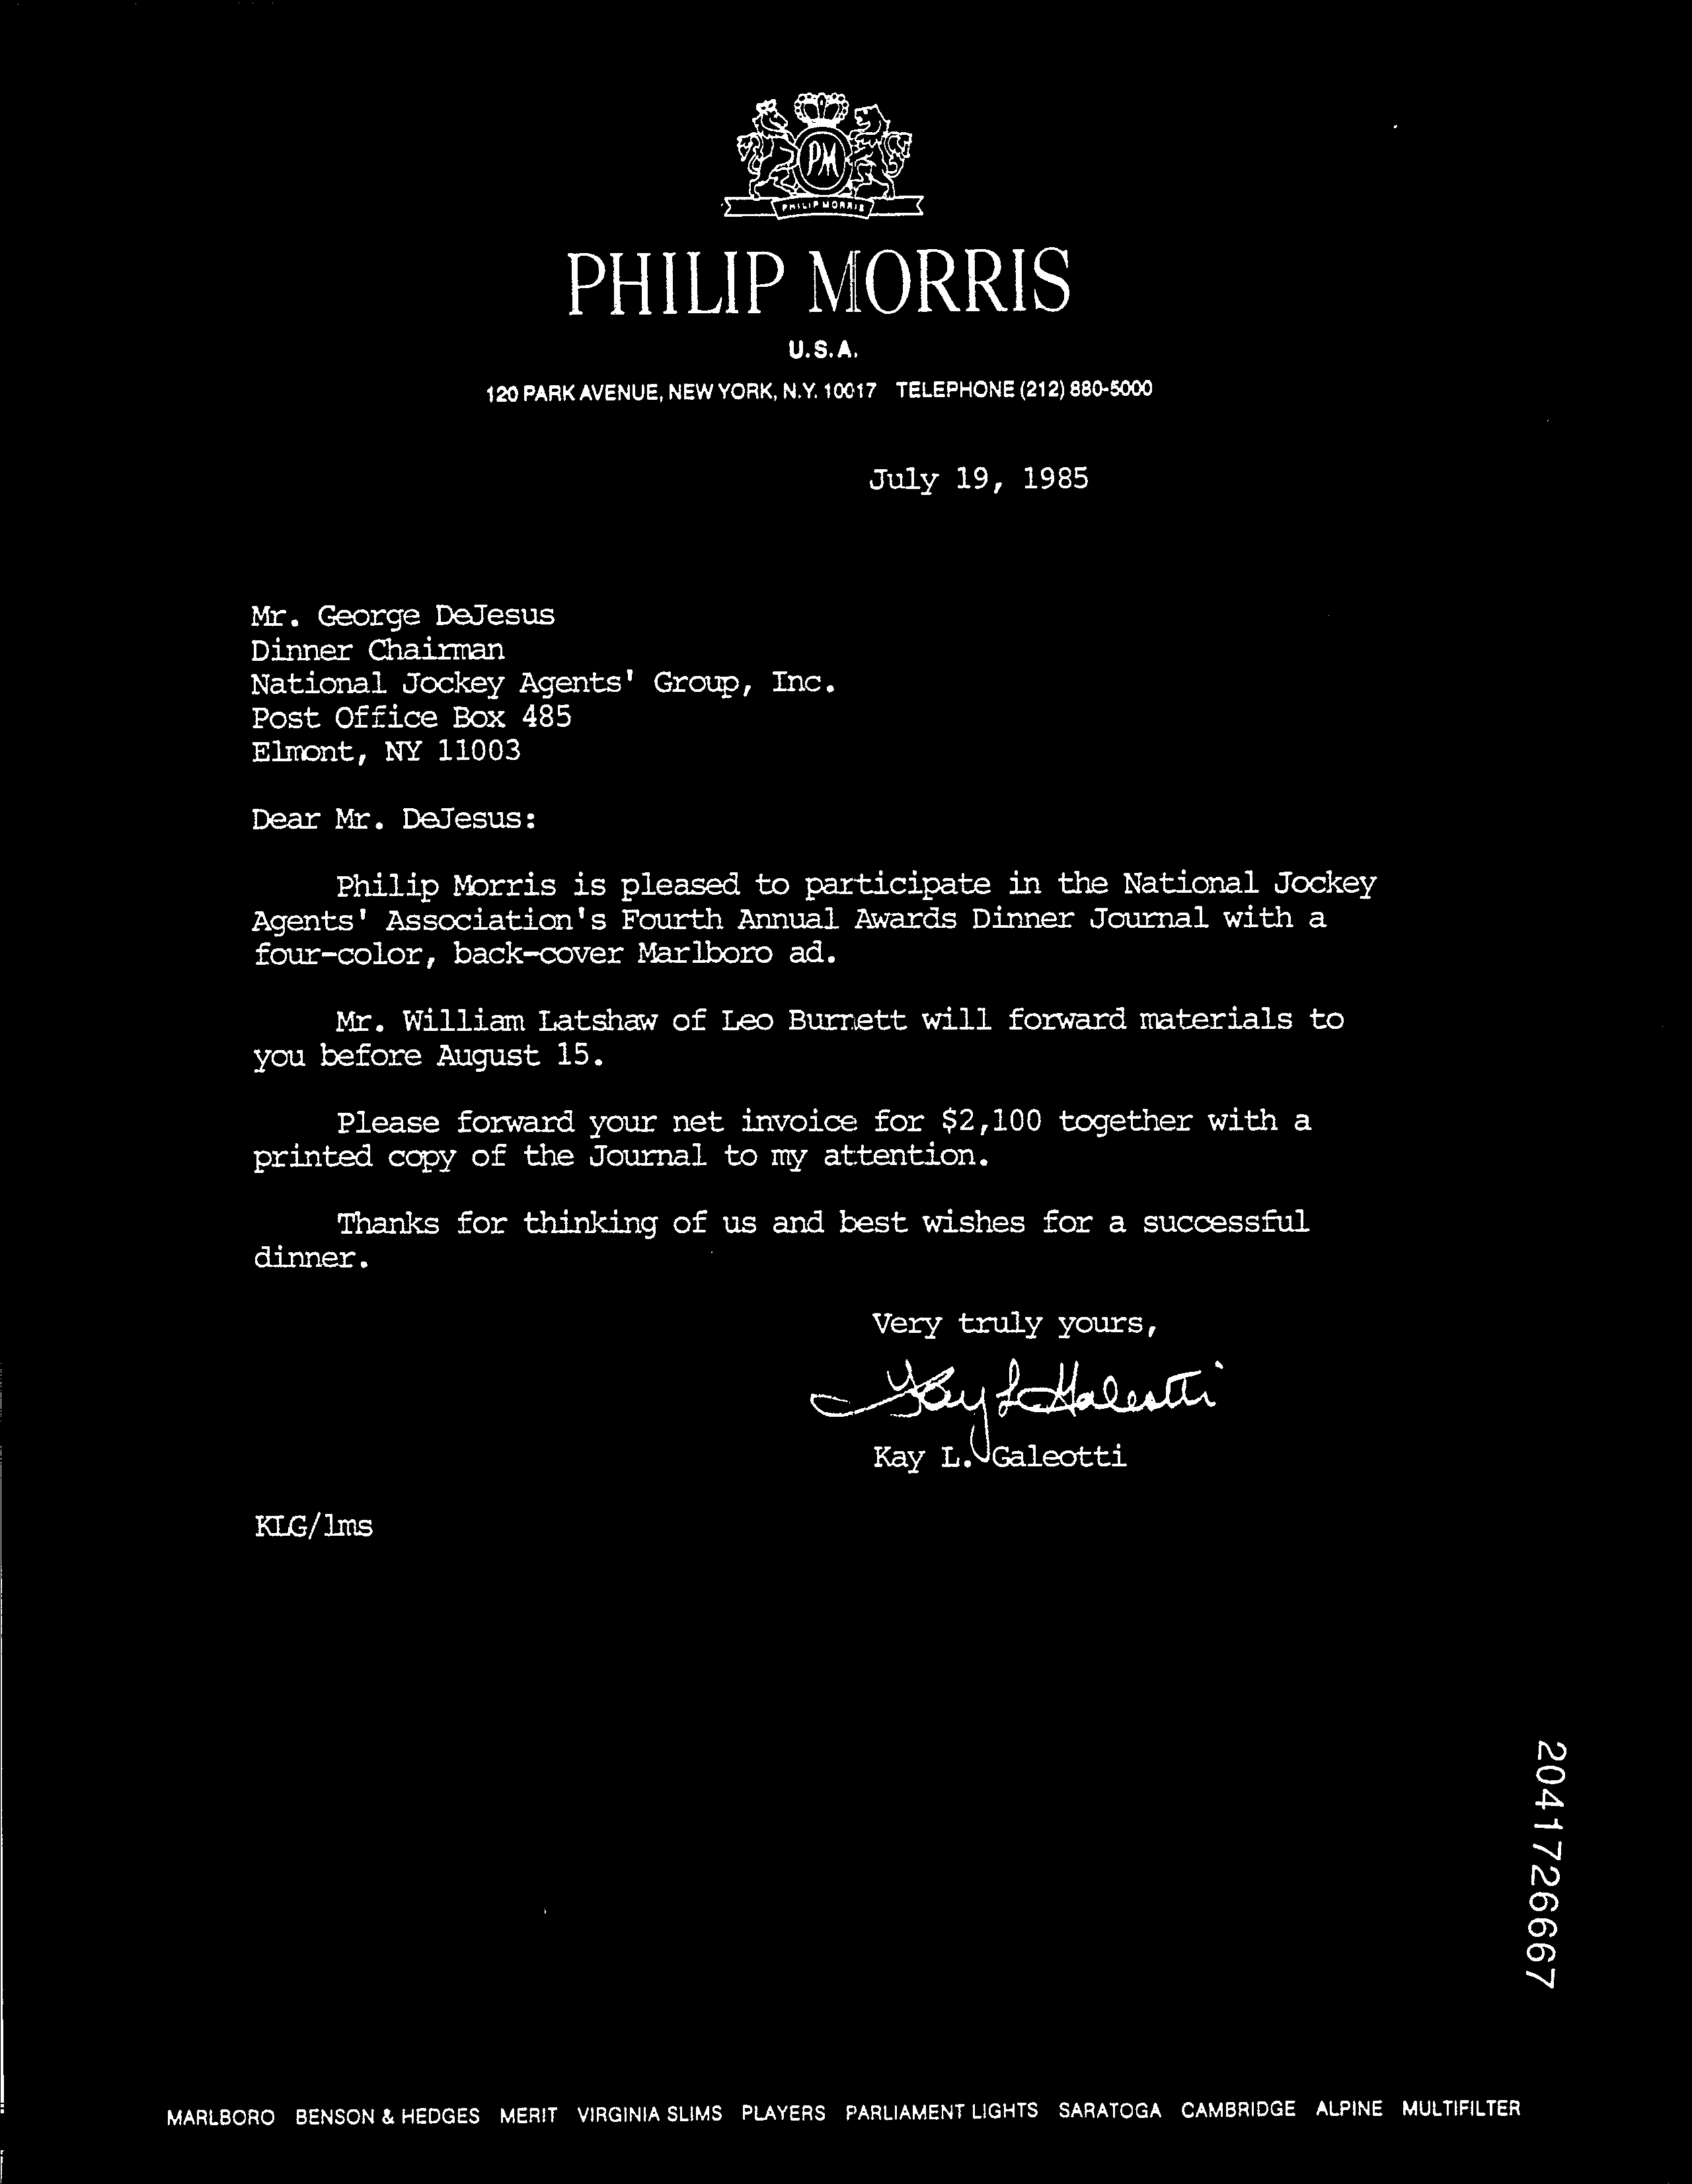 PM
PHILIP MORRIS
PHILIP MORRIS
U.S.A.
120 PARK AVENUE, NEW YORK, N.Y. 10017 TELEPHONE (212) 880-5000
July 19, 1985
Mr. George DeJesus
Dinner Chairman
National Jockey Agents' Group, Inc.
Post Office Box 485
Elmont, NY 11003
Dear Mr. DeJesus:
Philip Morris is pleased to participate in the National Jockey
Agents' Association's Fourth Annual Awards Dinner Journal with a
four-color, back-cover Marlboro ad.
Mr. William Latshaw of Leo Burnett will forward materials to
you before August 15.
Please forward your net invoice for $2,100 together with a
printed copy of the Journal to my attention.
Thanks for thinking of us and best wishes for a successful
dinner.
Very truly yours,
Kay L Galeotti
Kay L. Galeotti
KLG/lms
2041726667
MARLBORO BENSON & HEDGES MERIT VIRGINIA SLIMS PLAYERS PARLIAMENT LIGHTS SARATOGA CAMBRIDGE ALPINE MULTIFILTER